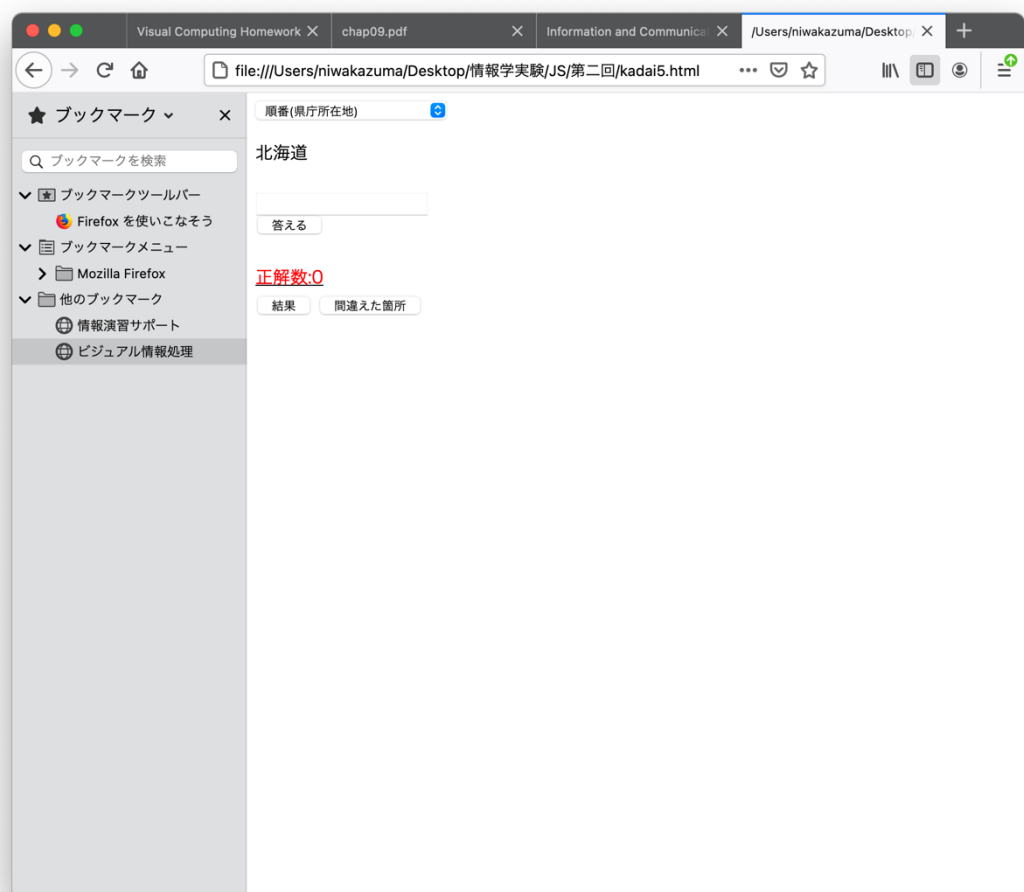 Visual Computing Homework
chap09.pdf
Information and Communica
/Users/niwakazuma/Desktop/
file:///Users/niwakazuma/Desktop/情報学実験/JS/第二回/kadai5.html
ブックマーク
ブックマークを検索
ブックマークツールバー
Firefox を使いこなそう
ブックマークメニュー
Mozilla Firefox
他のブックマーク
情報演習サポート
ビジュアル情報処理
順番(県庁所在地)
北海道
答える
正解数:0
結果
間違えた箇所